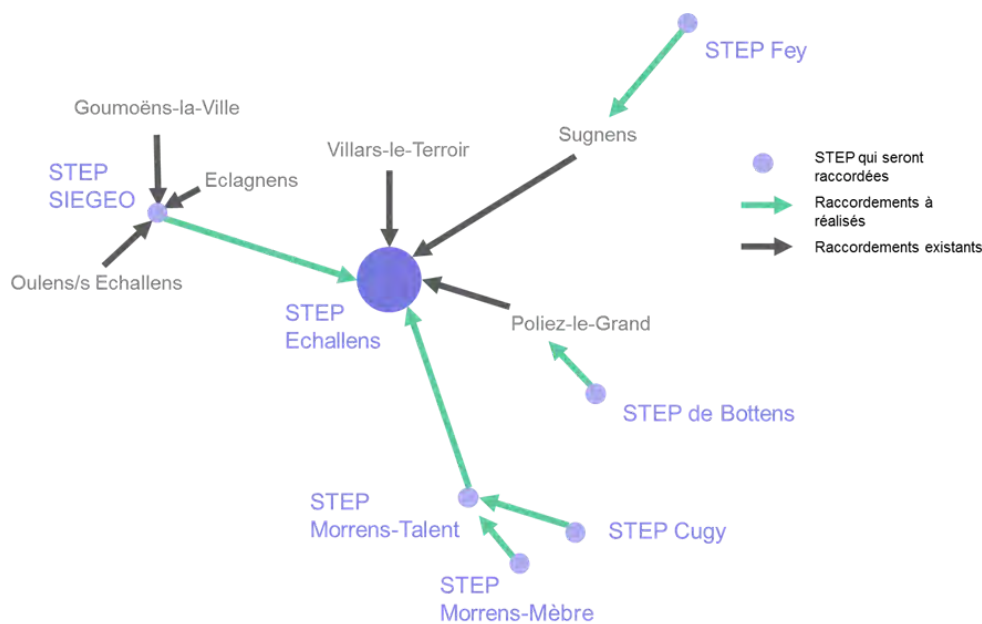 STEP Fey
Goumoëns-la-Ville
Sugnens
Villars-le-Terroir
STEP
SIEGEO
Eclagnens
STEP qui seront
raccordées
Raccordements à
réalisés
Raccordements existants
Oulens/s Echallens
STEP
Echallens
Poliez-le-Grand
STEP de Bottens
STEP
Morrens-Talent
STEP Cugy
STEP
Morrens-Mèbre